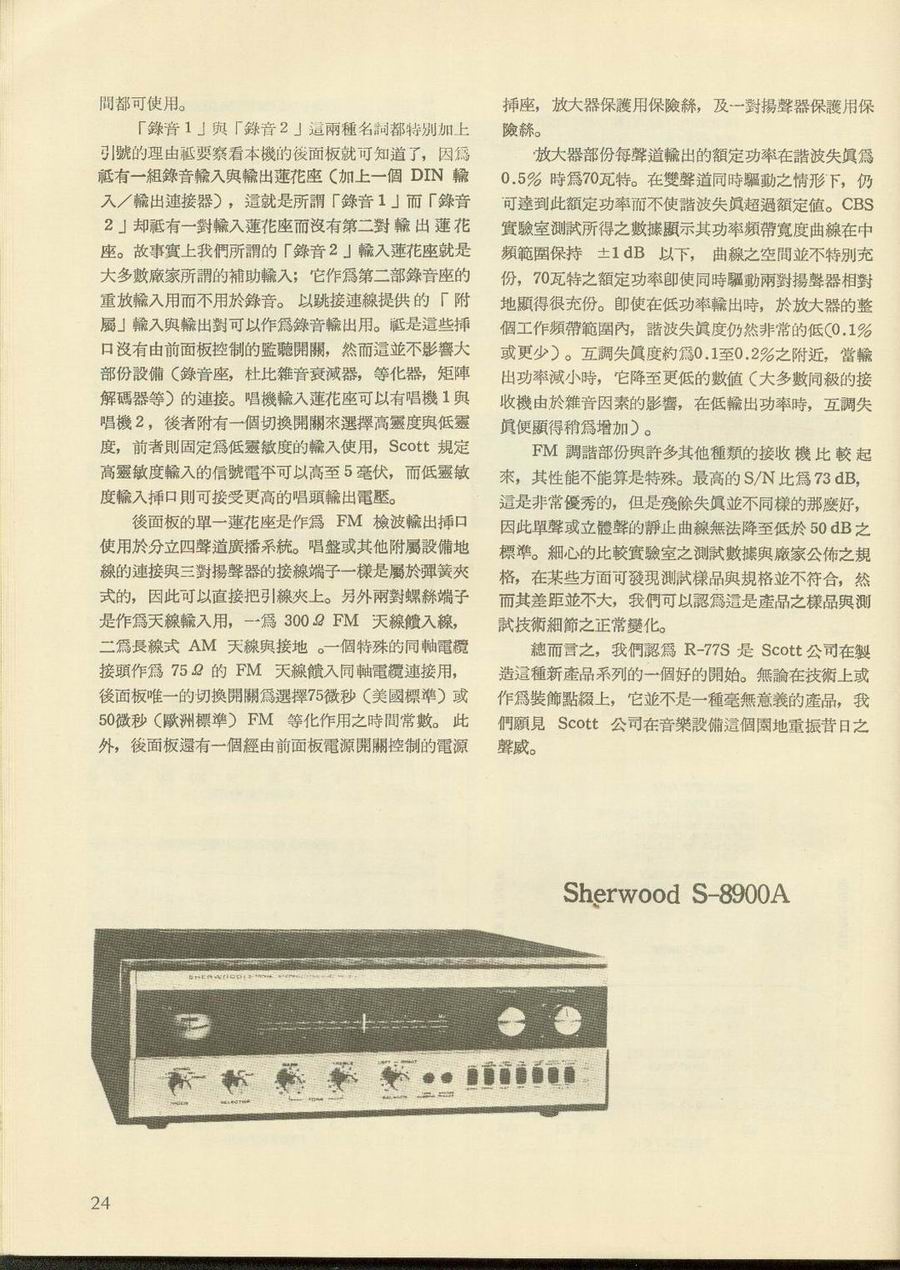 間都可使用。
「錄音1」與「錄音2」這兩種名詞都特別加上
引號的理由祗要察看本機的後面板就可知道了，因爲
祗有一組錄音輸入與輸出蓮花座（加上一個 DIN 輸
入／輸出連接器），這就是所謂「錄音1」而「錄音
2」却祗有一對輸入蓮花座而沒有第二對輸出蓮花
座。故事實上我們所謂的「錄音2」輸入蓮花座就是
大多數廠家所謂的補助輸入；它作爲第二部錄音座的
重放輸入用而不用於錄音。以跳接連線提供的「附
屬」輸入與輸出對可以作爲錄音輸出用。祗是這些挿
口沒有由前面板控制的監聽開關，然而這並不影響大
部份設備（錄音座，杜比雜音衰減器，等化器，矩陣
解碼器等）的連接。唱機輸入蓮花座可以有唱機1與
唱機2，後者附有一個切換開關來選擇高靈度與低靈
度，前者則固定爲低靈敏度的輸入使用，Scott 規定
高靈敏度輸入的信號電平可以高至5毫伏，而低靈敏
度輸入挿口則可接受更高的唱頭輸出電壓。
後面板的單一蓮花座是作爲 FM 檢波輸出挿口
使用於分立四聲道廣播系統。唱盤或其他附屬設備地
線的連接與三對揚聲器的接線端子一樣是屬於彈簧夾
式的，因此可以直接把引線夾上。另外兩對螺絲端子
是作爲天線輸入用，一爲 300Ω FM 天線饋入線，
二爲長線式 AM 天線與接地 。一個特殊的同軸電纜
接頭作爲 75Ω 的 FM 天線饋入同軸電纜連接用，
後面板唯一的切換開關爲選擇75微秒（美國標準）或
50微秒（歐洲標準） FM 等化作用之時間常數。 此
外，後面板還有一個經由前面板電源開關控制的電源
挿座，放大器保護用保險絲，及一對揚聲器保護用保
險絲。
放大器部份每聲道輸出的額定功率在諧波失眞爲
0.5% 時爲70瓦特。在雙聲道同時驅動之情形下，仍
可達到此額定功率而不使諧波失眞超過額定値。CBS
實驗室測試所得之數據顯示其功率頻帶寬度曲線在中
頻範圍保持 ±1dB 以下， 曲線之空間並不特別充
份，70瓦特之額定功率卽使同時驅動兩對揚聲器相對
地顯得很充份。卽使在低功率輸出時，於放大器的整
個工作頻帶範圍內，諧波失眞度仍然非常的低(0.1%
或更少）。互調失眞度約爲0.1至0.2%之附近，當輸
出功率減小時，它降至更低的數値（大多數同級的接
收機由於雜音因素的影響，在低輸出功率時，互調失
眞便顯得稍爲增加）。
FM 調諧部份與許多其他種類的接收機比較起
來，其性能不能算是特殊。最高的 S/N 比爲 73 dB,
這是非常優秀的，但是殘餘失眞並不同樣的那麼好，
因此單聲或立體聲的靜止曲線無法降至低於 50 dB 之
標準。細心的比較實驗室之測試數據與廠家公佈之規
格，在某些方面可發現測試樣品與規格並不符合，然
而其差距並不大，我們可以認爲這是產品之樣品與測
試技術細節之正常變化。
總而言之，我們認爲 R-77S 是 Scott 公司在製
造這種新產品系列的一個好的開始。無論在技術上或
作爲裝飾點綴上，它並不是一種毫無意義的產品，我
們願見 Scott 公司在音樂設備這個園地重振昔日之
聲威。
Sherwood S-8900A
SHERWOOD
BASS
TREBLE
LEFT — RIGHT
MODE
SELECTOR
TONE
BALANCE
24